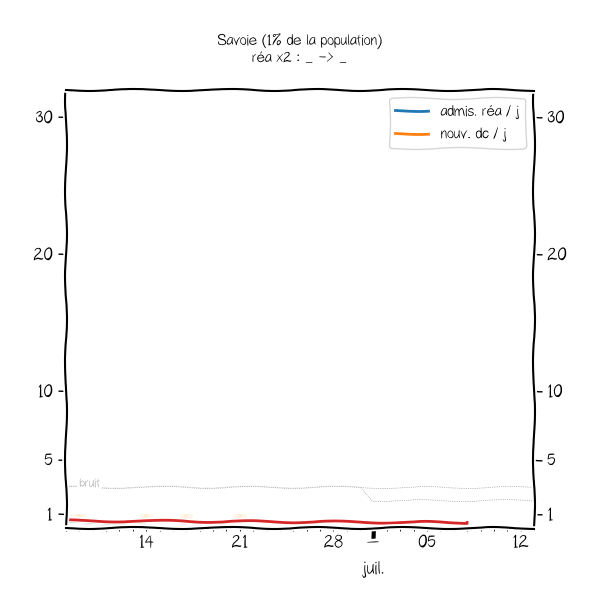 Savoie (1% de la population)
réa x2 : _ -> _
admis. réa / j
nouv. dc / j
30
30
20
20
10
10
5
5
bruit
1
1
14
21
28
05
12
juil.